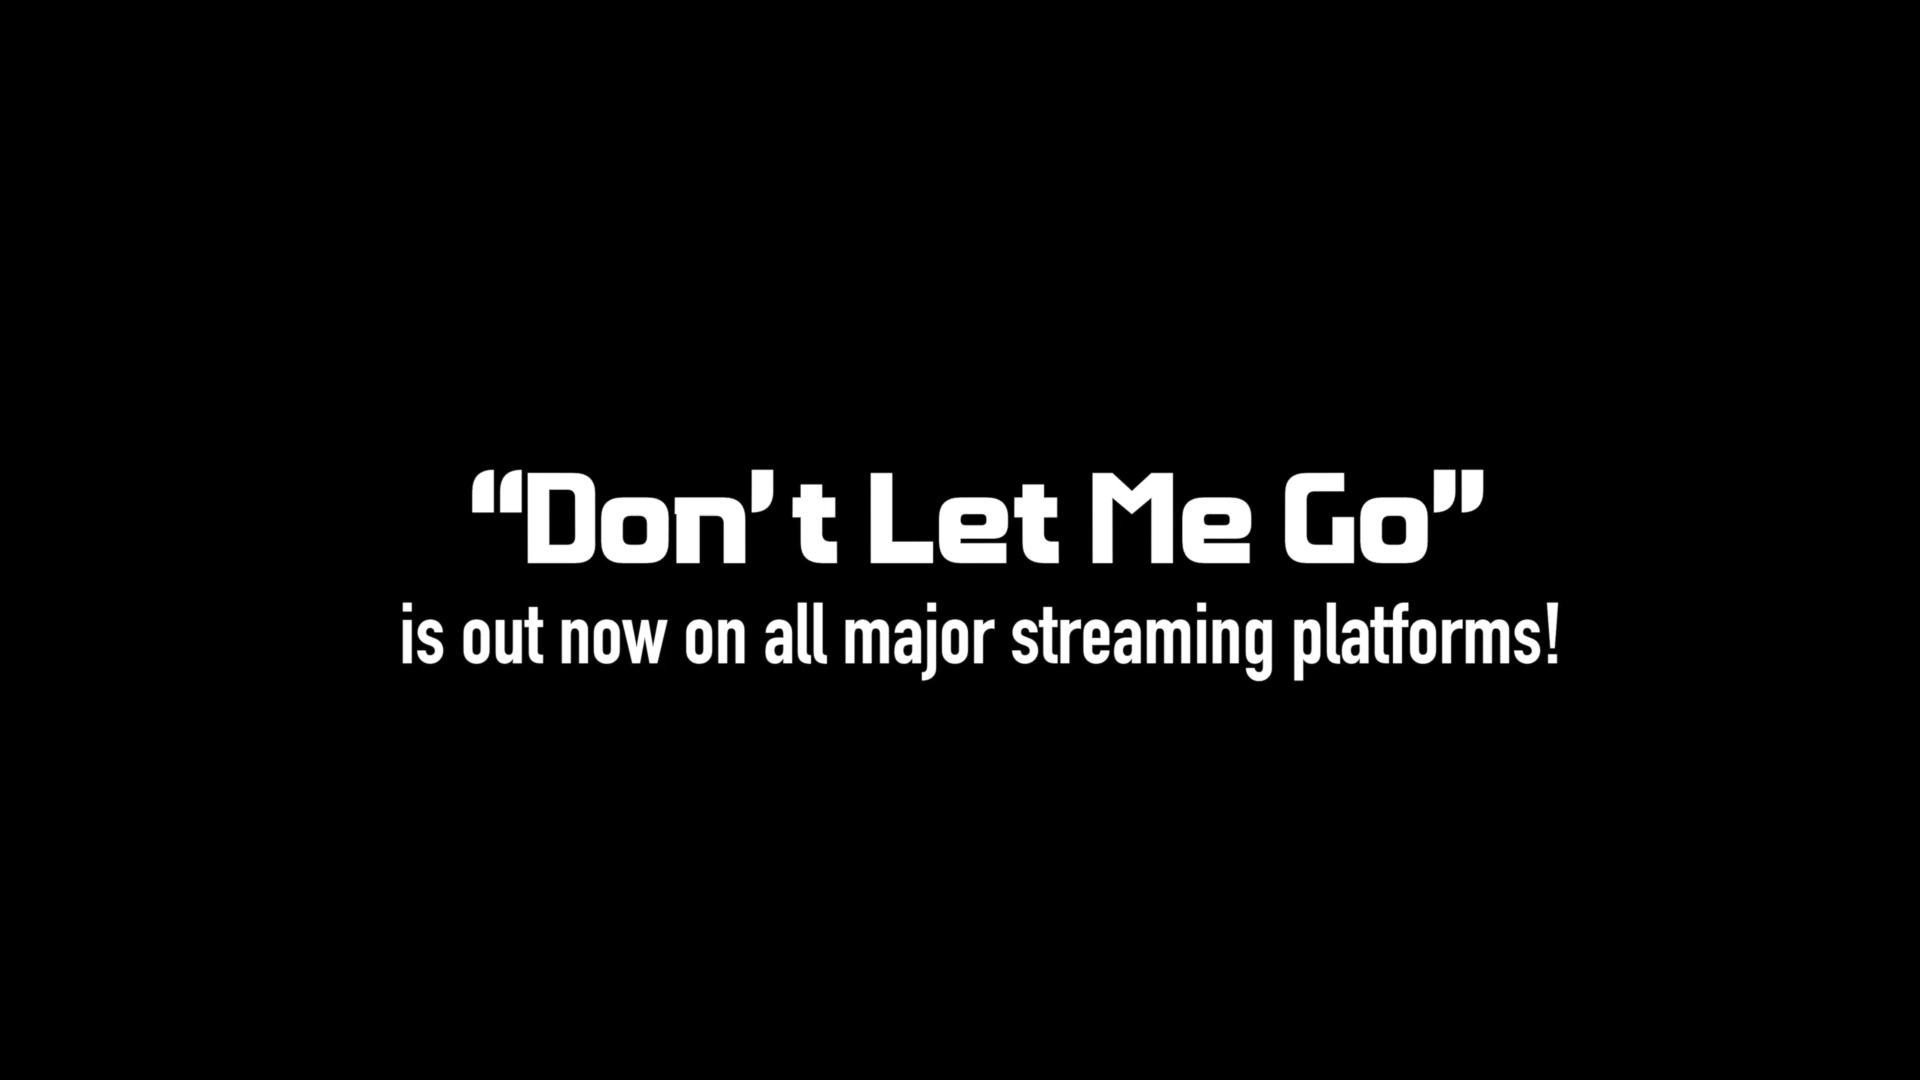 “Don’t Let Me Go”
is out now on all major streaming platforms!